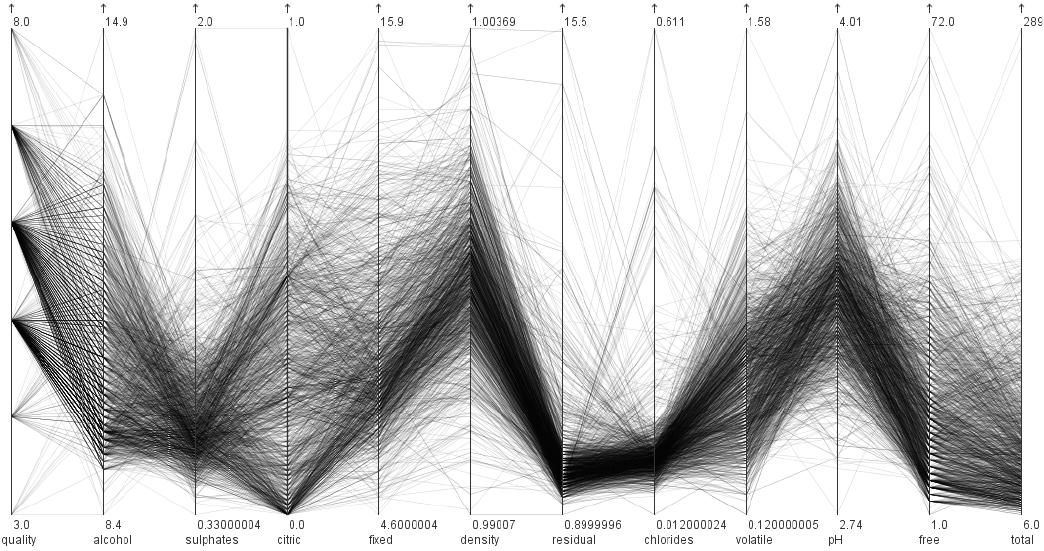 8.0 14.9 2.0 1.0 15.9 1.00369 15.5 0.611 1.58 4.01 72.0 289
3.0 8.4 0.33000004 0.0 4.6000004 0.99007 0.8999996 0.012000024 0.120000005 2.74 1.0 6.0
quality alcohol sulphates citric fixed density residual chlorides volatile pH free total